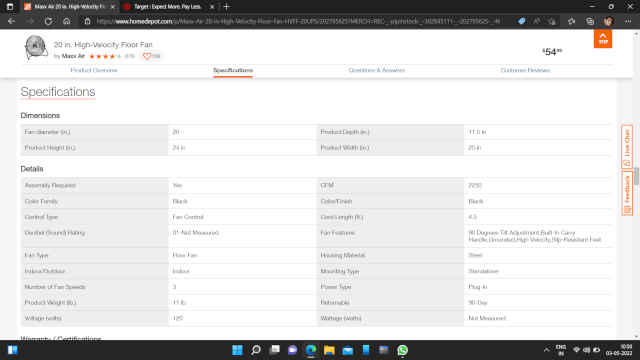 Maxx Air 20 in. High-Velocity Fl
Target : Expect More. Pay Less.
https://www.homedepot.com/p/Maxx-Air-20-in-High-Velocity-Floor-Fan-HVFF-20UPS/202795625?MERCH=REC-_-pipinstock-_-302845111-_-202795625-_-N
20 in. High-Velocity Floor Fan
by Maxx Air
$54 99
TOP
Product Overview
Specifications
Questions & Answers
Customer Reviews
Specifications
Dimensions
Fan diameter (in.) 20 Product Depth (in.) 11.5 in
Product Height (in.) 24 in Product Width (in.) 25 in
Details
Assembly Required Yes CFM 2250
Color Family Black Color/Finish Black
Control Type Fan Control Cord Length (ft.) 4.5
Decibel (Sound) Rating 01-Not Measured Fan Features 90 Degrees Tilt Adjustment,Built-In Carry
Handle,Grounded,High Velocity,Slip-Resistant Feet
Fan Type Floor Fan Housing Material Steel
Indoor/Outdoor Indoor Mounting Type Standalone
Number of Fan Speeds 3 Power Type Plug-In
Product Weight (lb.) 11 lb Returnable 90-Day
Voltage (volts) 120 Wattage (watts) Not Measured
Warranty / Certifications
Live Chat
Feedback
ENG
IN
10:50
03-05-2022